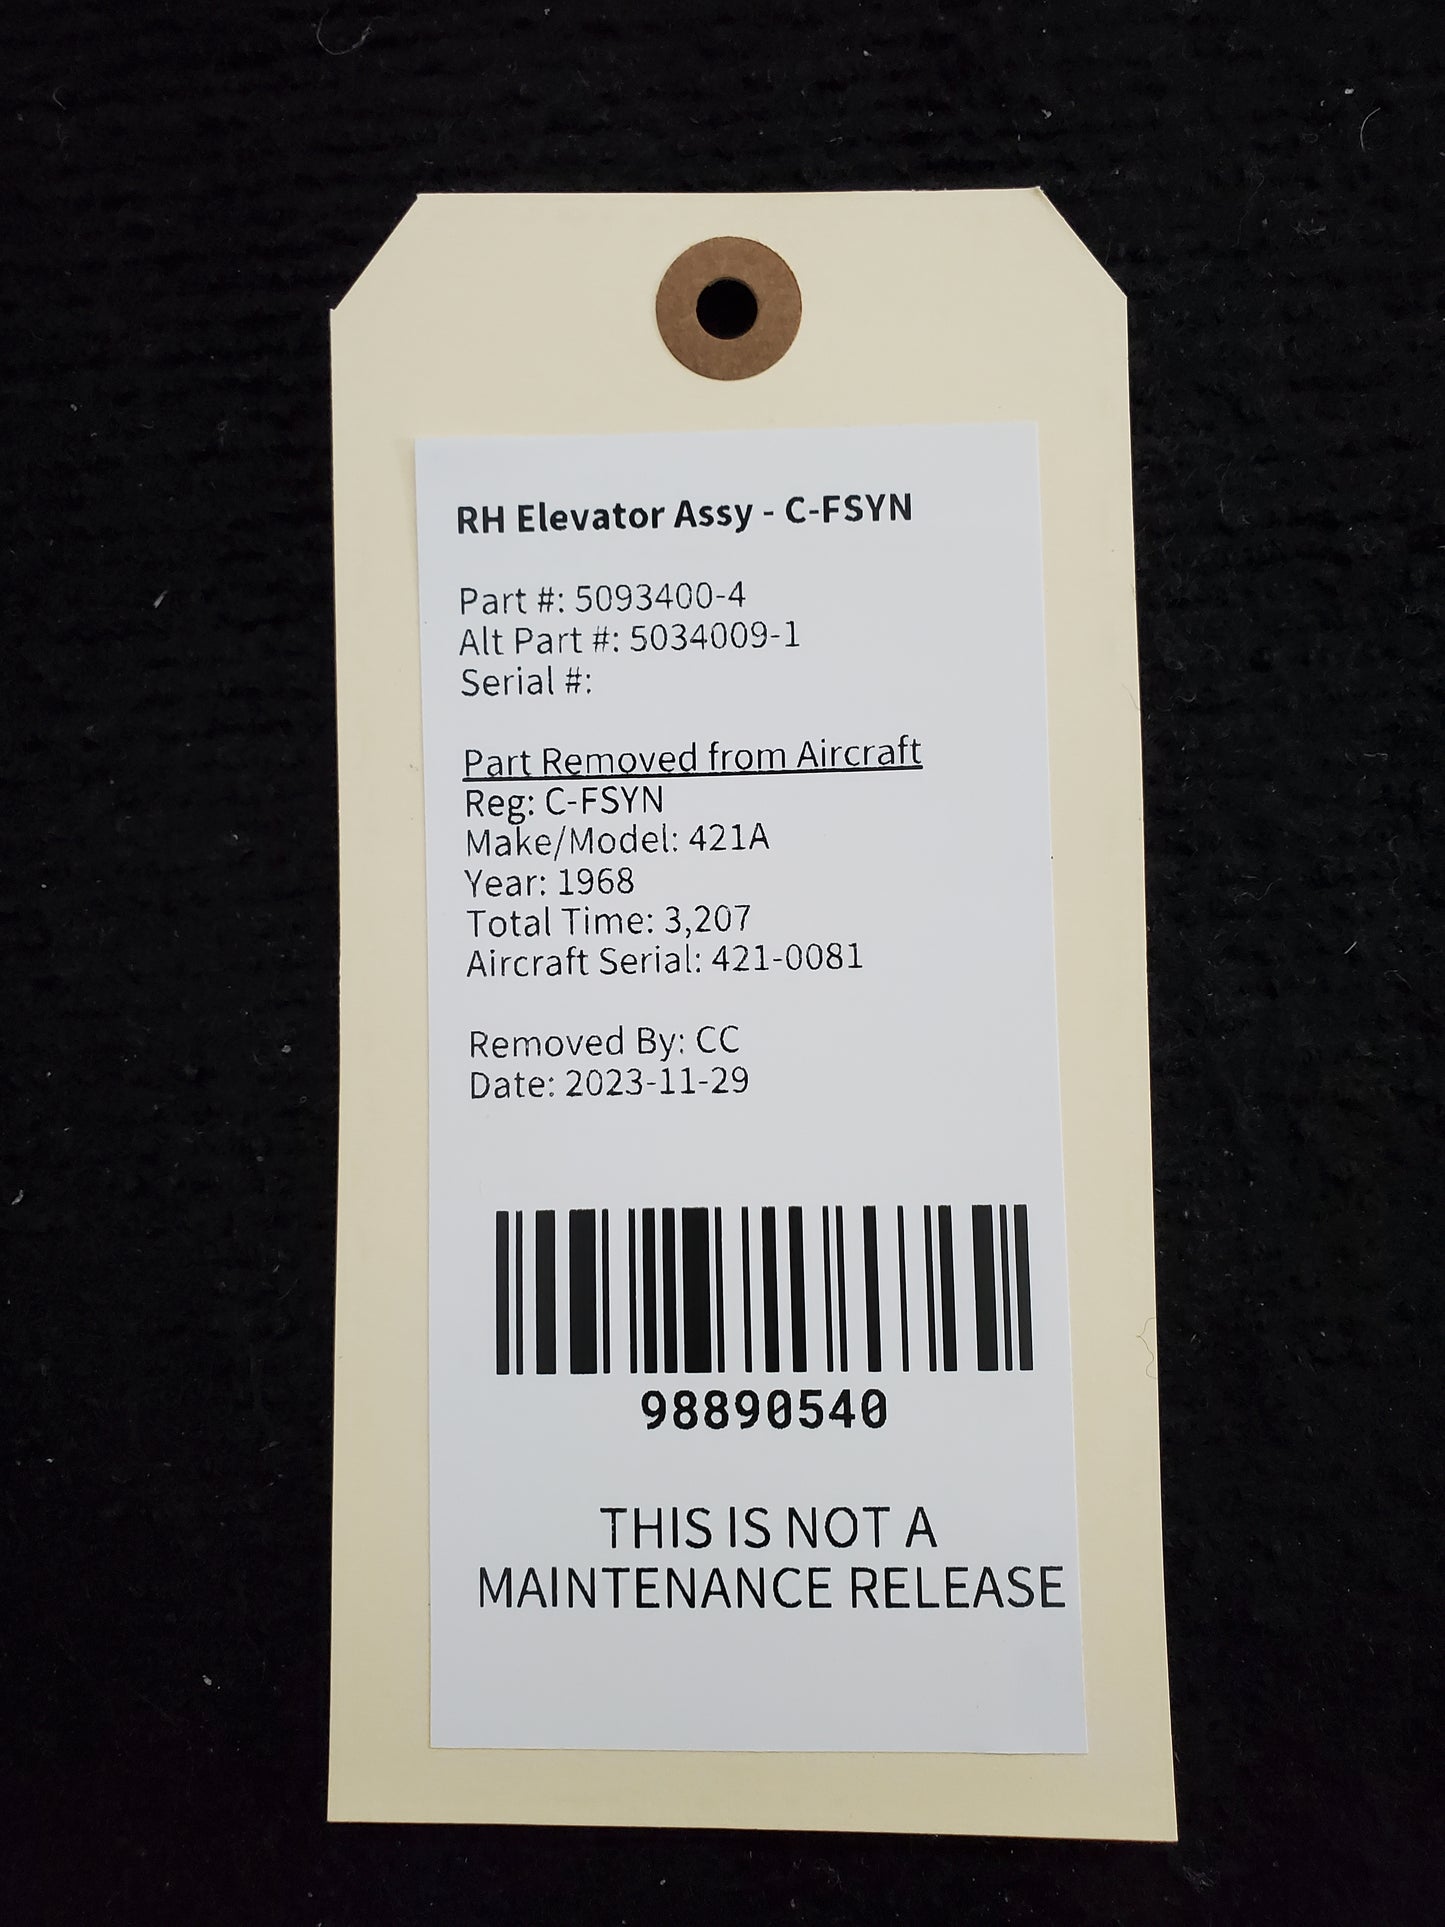 RH Elevator Assy - C-FSYN
Part #: 5093400-4
Alt Part #: 5034009-1
Serial #:
Part Removed from Aircraft
Reg: C-FSYN
Make/Model: 421A
Year: 1968
Total Time: 3,207
Aircraft Serial: 421-0081
Removed By: CC
Date: 2023-11-29
98890540
THIS IS NOT A
MAINTENANCE RELEASE